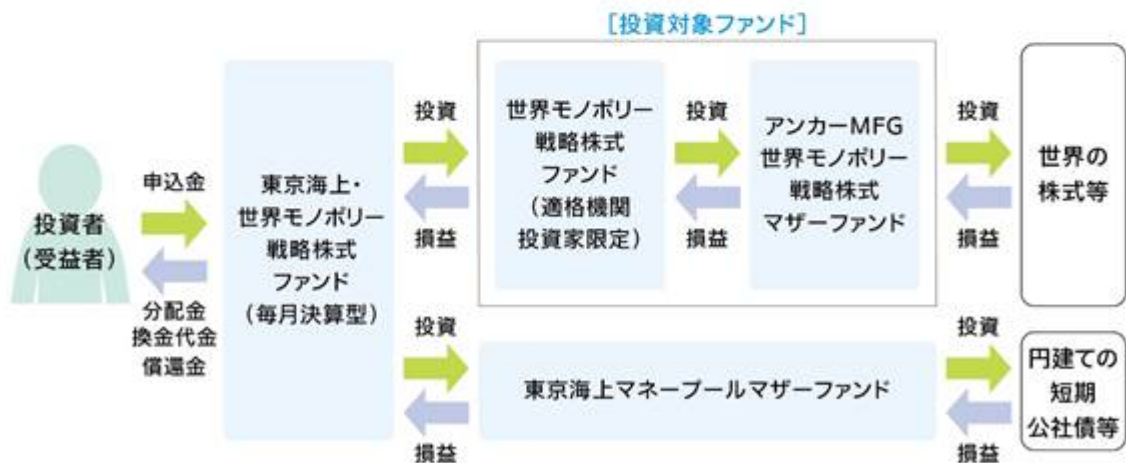 ［投資対象ファンド］
投資者
（受益者）
申込金
分配金
換金代金
償還金
東京海上・
世界モノポリー
戦略株式
ファンド
（毎月決算型）
投資
損益
世界モノポリー
戦略株式
ファンド
（適格機関
投資家限定）
投資
損益
アンカーMFG
世界モノポリー
戦略株式
マザーファンド
投資
損益
世界の
株式等
投資
損益
東京海上マネープールマザーファンド
投資
損益
円建ての
短期
公社債等